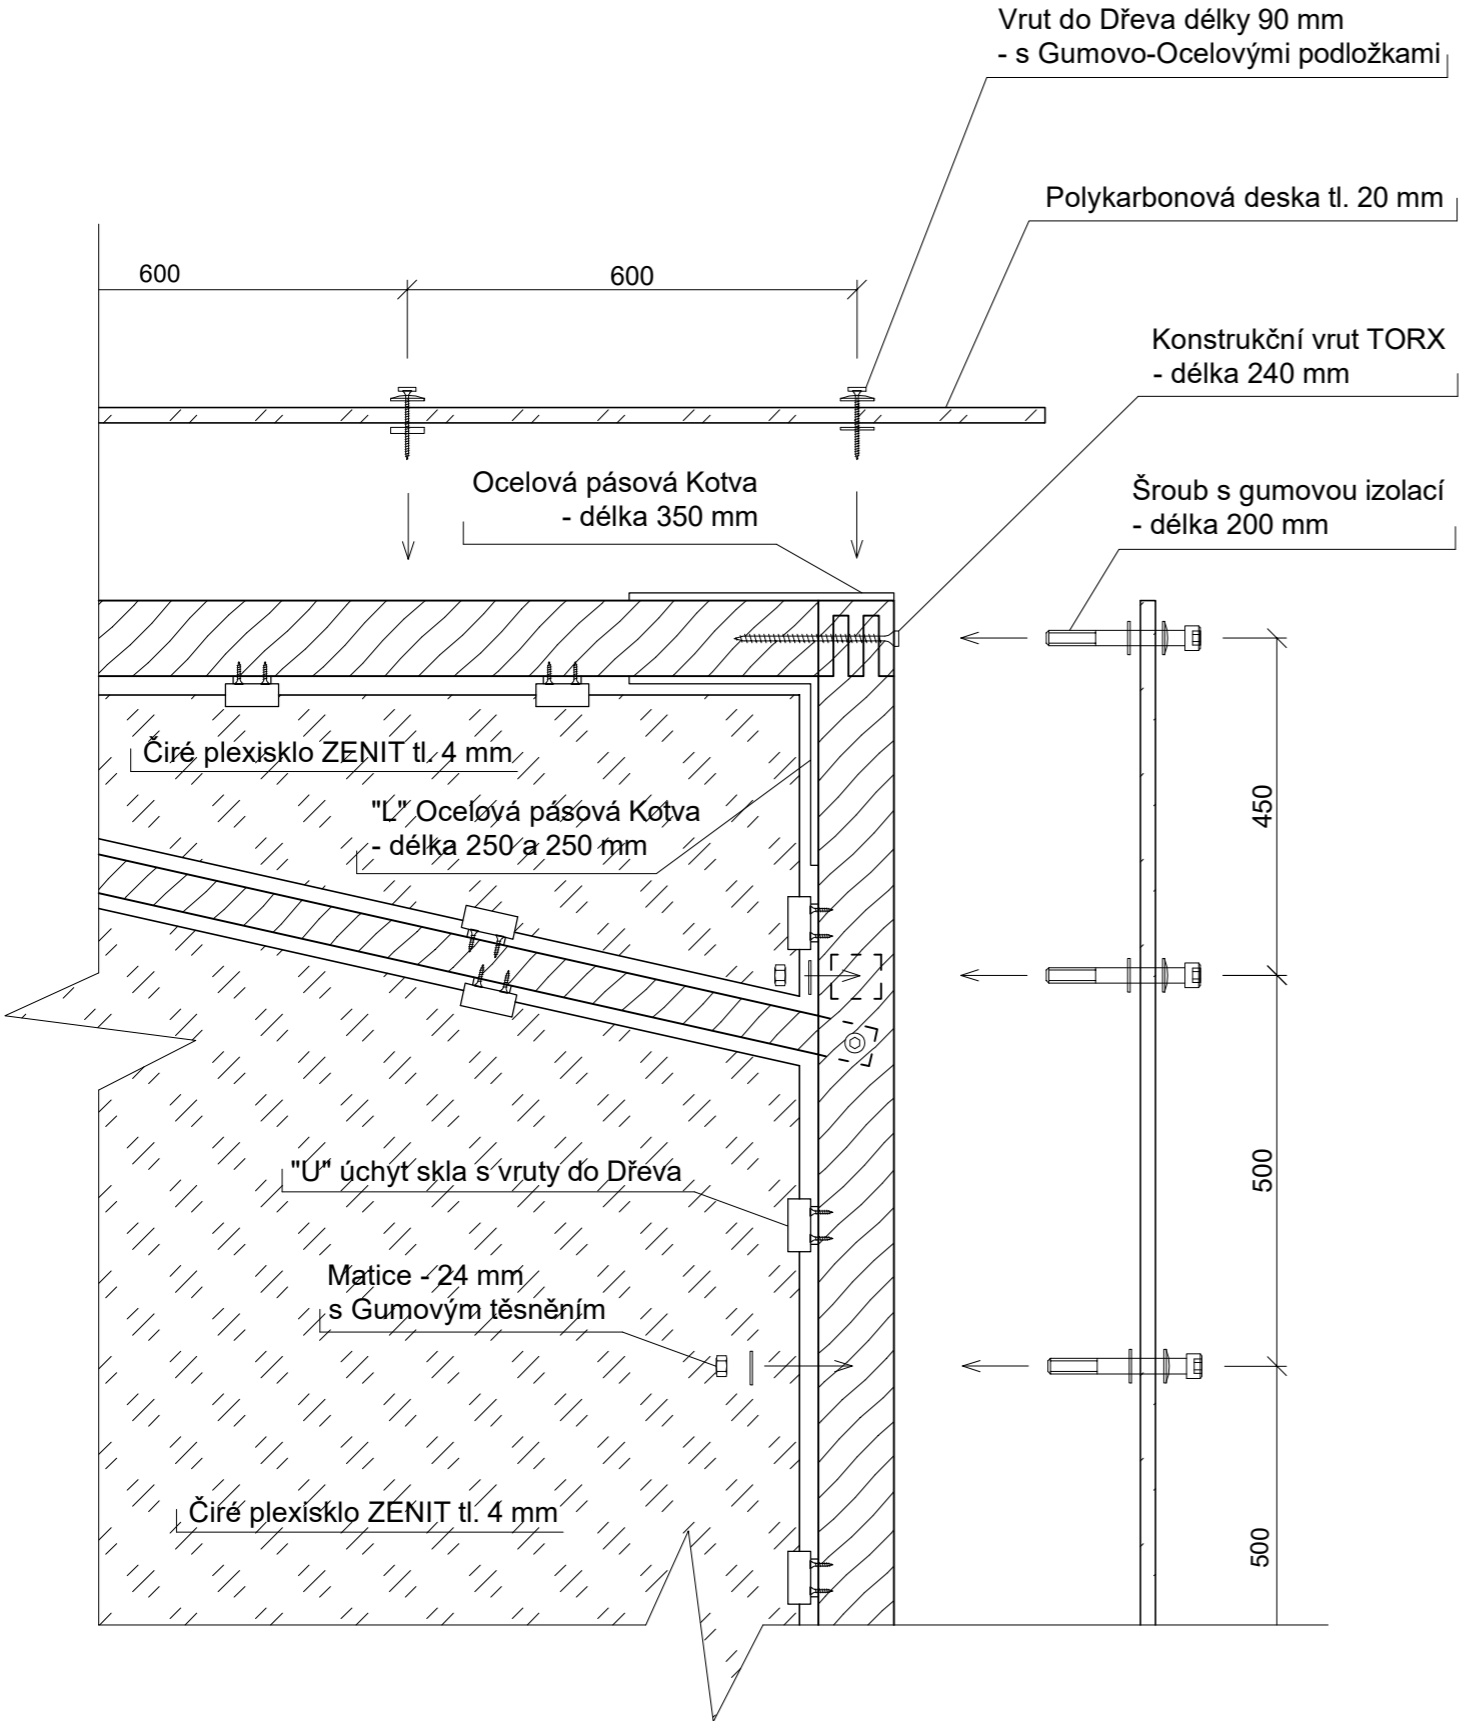 Vrut do Dřeva délky 90 mm
- s Gumovo-Ocelovými podložkami
Polykarbonová deska tl. 20 mm
600
600
Konstrukční vrut TORX
- délka 240 mm
Ocelová pásová Kotva
- délka 350 mm
Šroub s gumovou izolací
- délka 200 mm
Čiré plexisklo ZENIT tl. 4 mm
"L" Ocelová pásová Kotva
- délka 250 a 250 mm
450
"U" úchyt skla s vruty do Dřeva
500
Matice - 24 mm
s Gumovým těsněním
Čiré plexisklo ZENIT tl. 4 mm
500